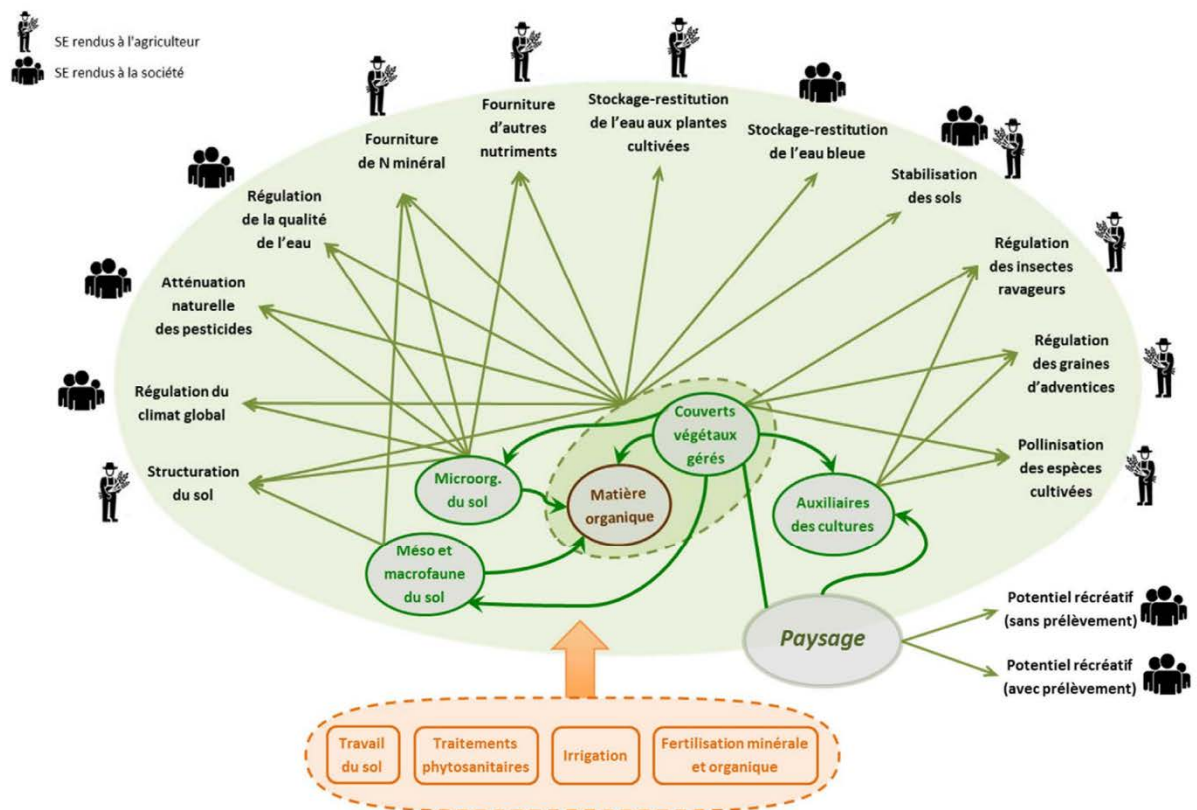 SE rendus à l'agriculteur
SE rendus à la société
Fourniture
de N minéral
Fourniture
d'autres
nutriments
Stockage-restitution
de l'eau aux plantes
cultivées
Stockage-restitution
de l'eau bleue
Stabilisation
des sols
Régulation
de la qualité
de l'eau
Régulation
des insectes
ravageurs
Atténuation
naturelle
des pesticides
Régulation
des graines
d'adventices
Régulation du
climat global
Pollinisation
des espèces
cultivées
Structuration
du sol
Couverts
végétaux
gérés
Microorg.
du sol
Matière
organique
Auxiliaires
des cultures
Méso et
macrofaune
du sol
Paysage
Potentiel récréatif
(sans prélèvement)
Potentiel récréatif
(avec prélèvement)
Travail
du sol
Traitements
phytosanitaires
Irrigation
Fertilisation minérale
et organique